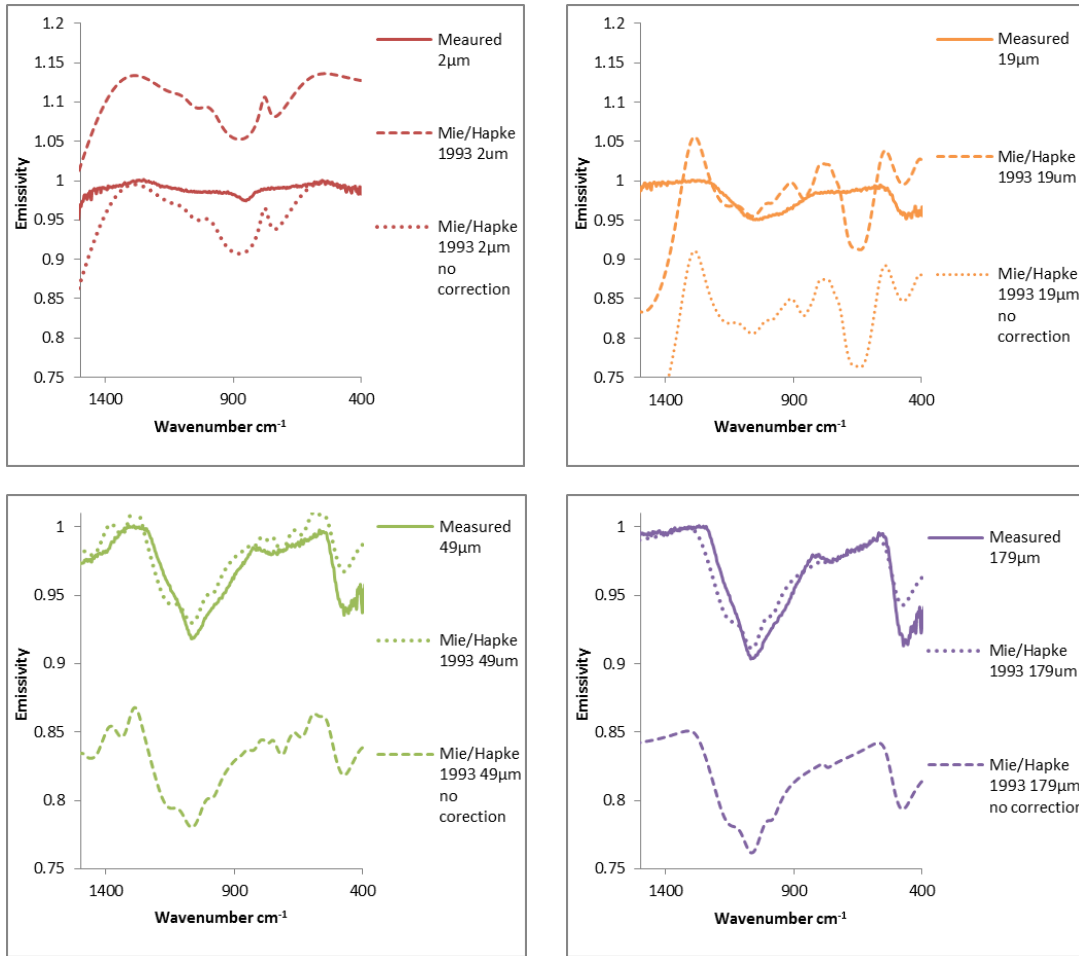 1.2
1.15
1.1
1.05
1
0.95
0.9
0.85
0.8
0.75
Emissivity
1400
900
400
Wavenumber cm-1
Meaured
2µm
Mie/Hapke
1993 2um
Mie/Hapke
1993 2µm
no
correction
1.2
1.15
1.1
1.05
1
0.95
0.9
0.85
0.8
0.75
Emissivity
1400
900
400
Wavenumber cm-1
Measured
19µm
Mie/Hapke
1993 19um
Mie/Hapke
1993 19µm
no
correction
1
0.95
0.9
0.85
0.8
0.75
Emissivity
1400
900
400
Wavenumber cm-1
Measured
49µm
Mie/Hapke
1993 49um
Mie/Hapke
1993 49µm
no
corection
1
0.95
0.9
0.85
0.8
0.75
Emissivity
1400
900
400
Wavenumber cm-1
Measured
179µm
Mie/Hapke
1993 179um
Mie/Hapke
1993 179µm
no correction